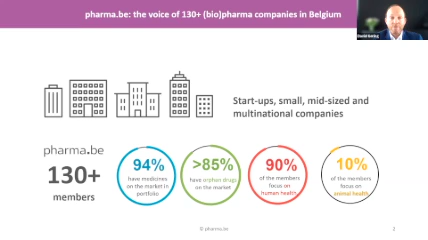 pharma.be: the voice of 130+ (bio)pharma companies in Belgium
Start-ups, small, mid-sized and
multinational companies
pharma.be
130+
members
94%
have medicines
on the market in
portfolio
>85%
have orphan drugs
on the market
90%
of the members
focus on
human health
10%
of the members
focus on
animal health
© pharma.be